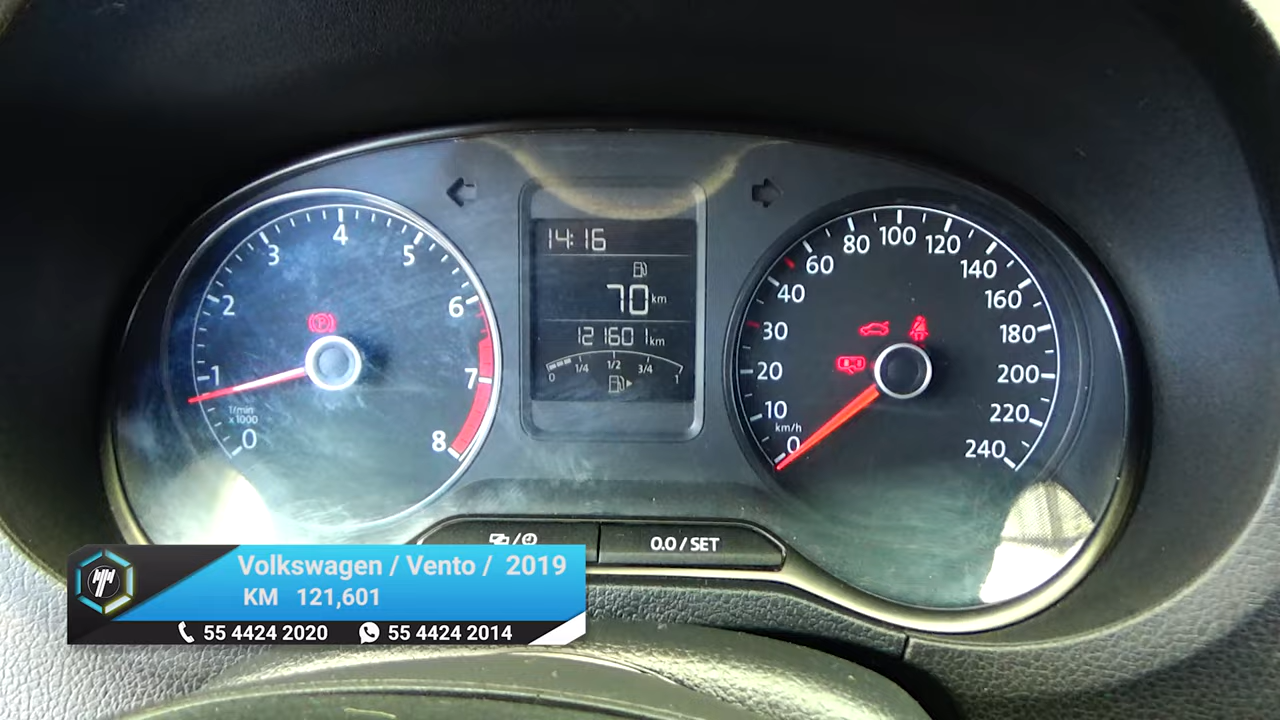 14:16
70 km
121601 km
0 1/4 1/2 3/4 1
0 1 2 3 4 5 6 7 8
1/min
x 1000
0 10 20 30 40 60 80 100 120 140 160 180 200 220 240
km/h
0.0 / SET
Volkswagen / Vento / 2019
KM 121,601
55 4424 2020 55 4424 2014